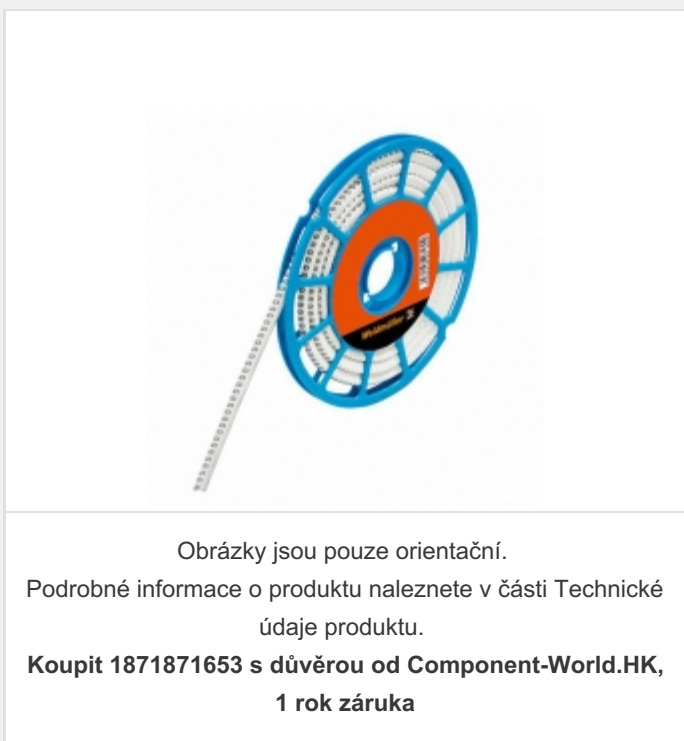 Weidmüller
Obrázky jsou pouze orientační.
Podrobné informace o produktu naleznete v části Technické
údaje produktu.
Koupit 1871871653 s důvěrou od Component-World.HK,
1 rok záruka